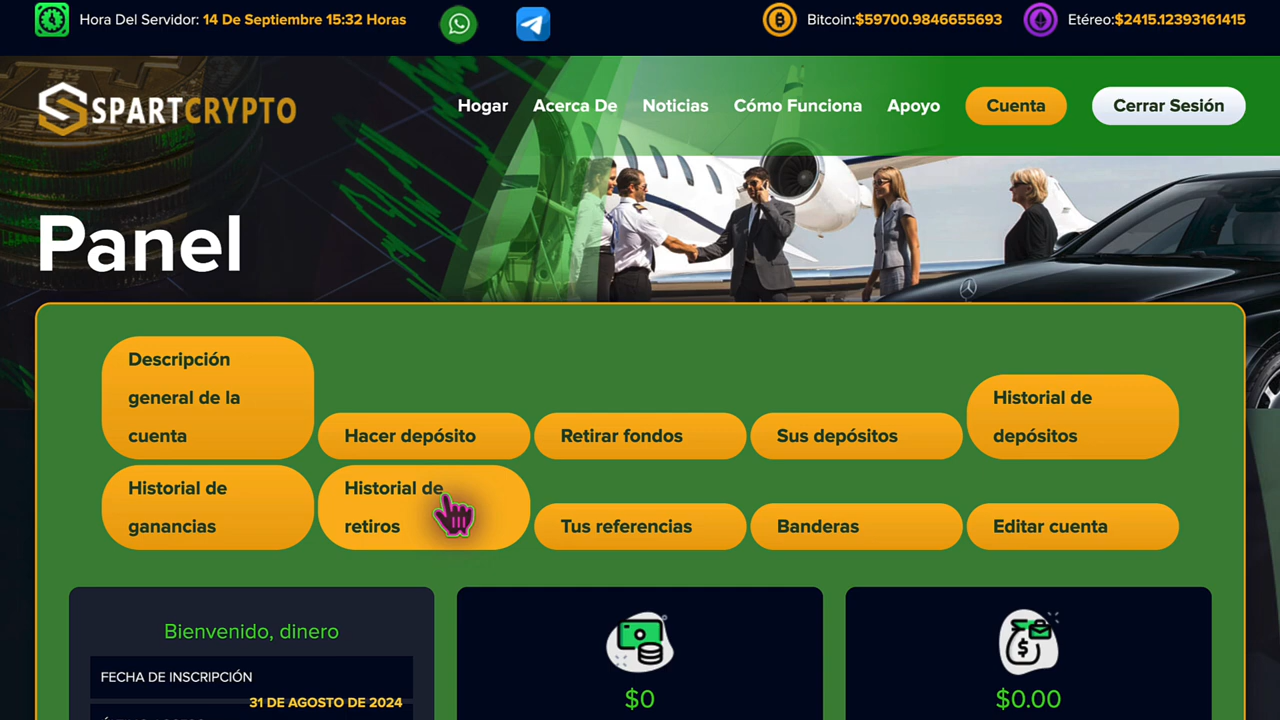 Hora Del Servidor: 14 De Septiembre 15:32 Horas
Bitcoin:$59700.9846655693
Etéreo:$2415.12393161415
SPARTCRYPTO
Hogar
Acerca De
Noticias
Cómo Funciona
Apoyo
Cuenta
Cerrar Sesión
Panel
Descripción
general de la
cuenta
Hacer depósito
Retirar fondos
Sus depósitos
Historial de
depósitos
Historial de
ganancias
Historial de
retiros
Tus referencias
Banderas
Editar cuenta
Bienvenido, dinero
FECHA DE INSCRIPCIÓN
31 DE AGOSTO DE 2024
$0
$0.00